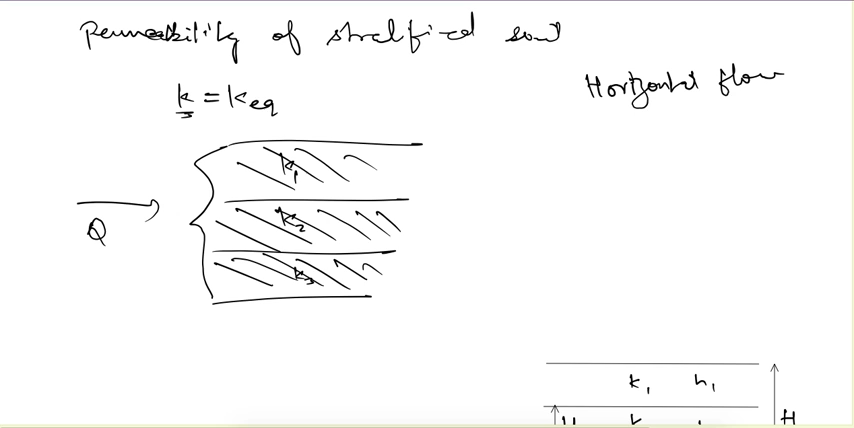 Permeability of stratified soil
Horizontal flow
k = keq
k1
Q
k2
k3
k1 h1
H